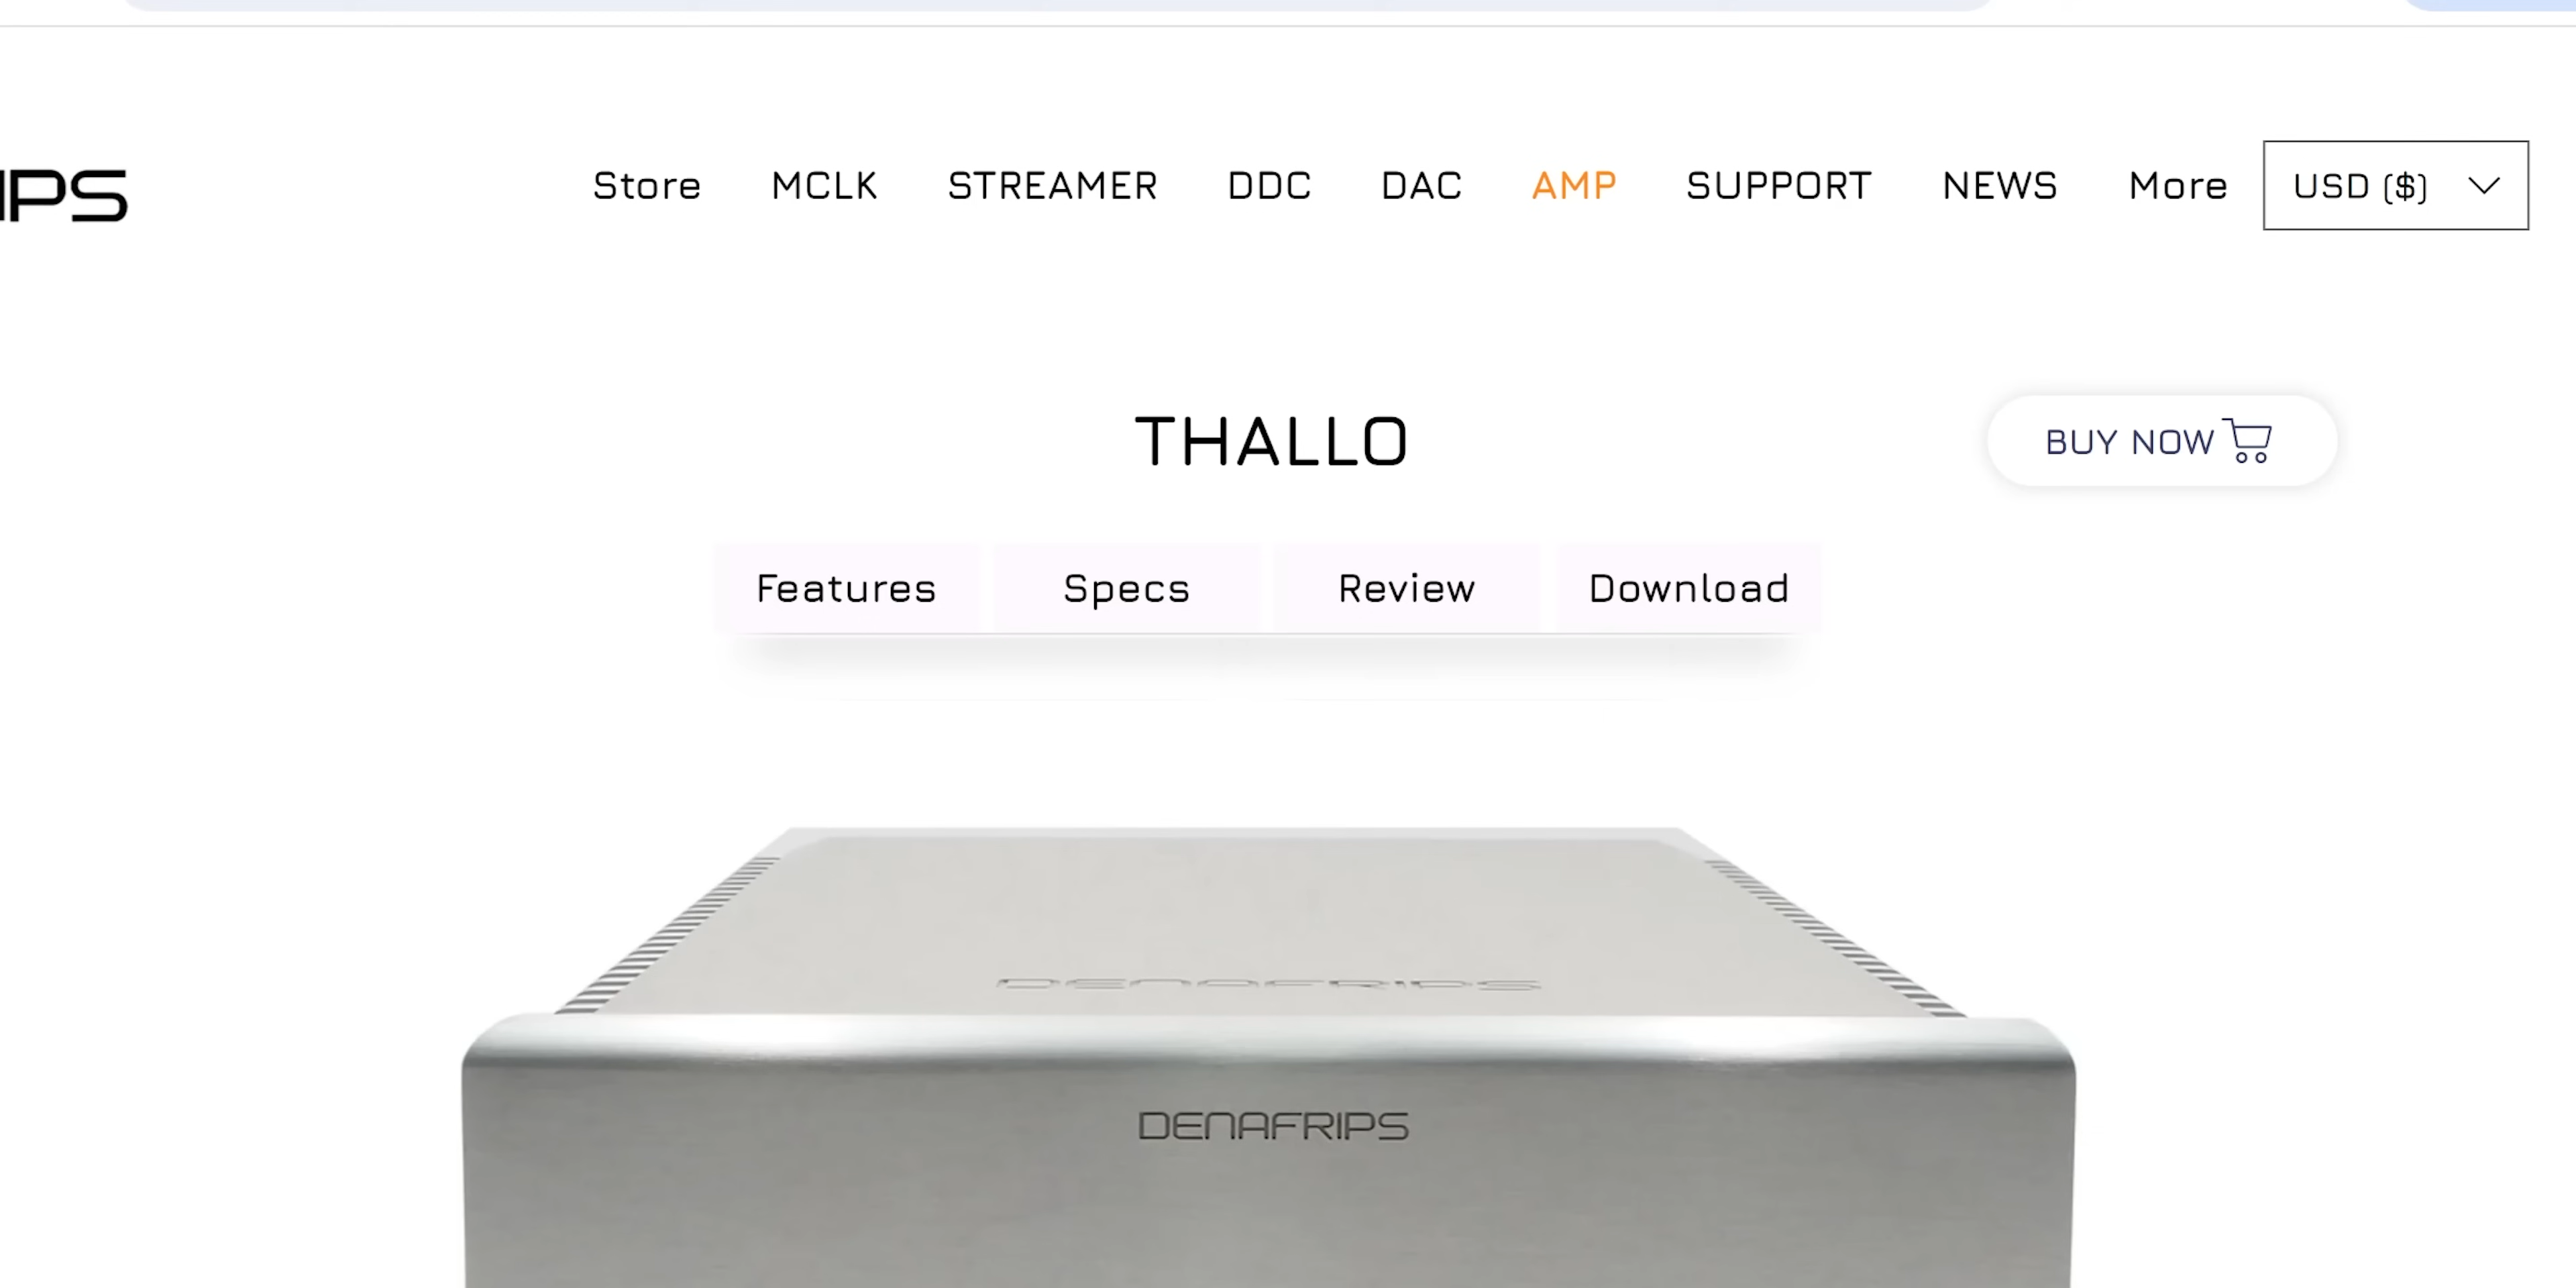 IPS
Store MCLK STREAMER DDC DAC AMP SUPPORT NEWS More USD ($)
THALLO
BUY NOW
Features Specs Review Download
DENAFRIPS
DENAFRIPS